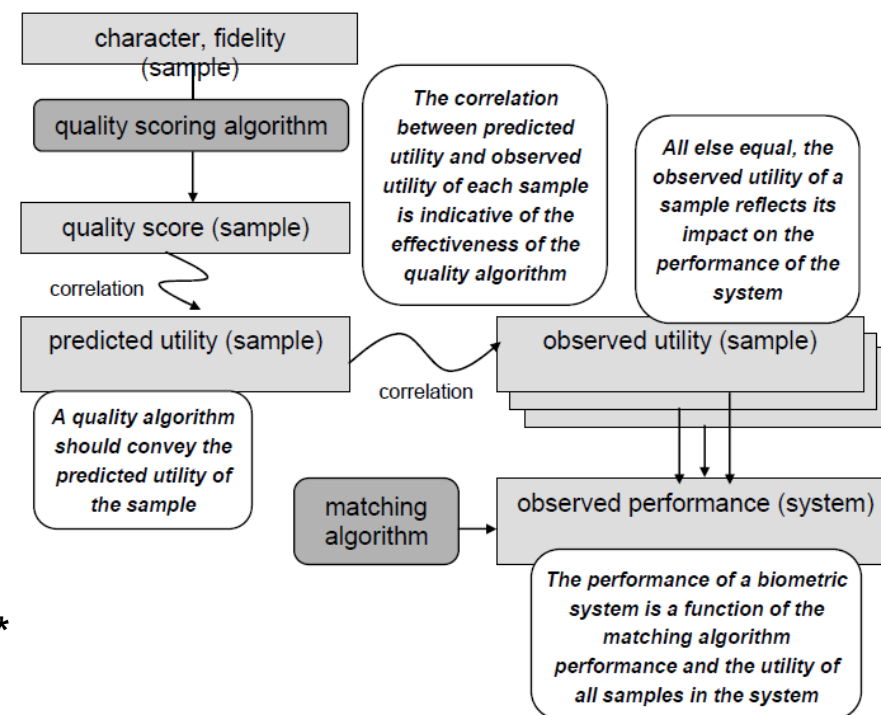 character, fidelity
(sample)
quality scoring algorithm
quality score (sample)
correlation
predicted utility (sample)
A quality algorithm
should convey the
predicted utility of
the sample
The correlation
between predicted
utility and observed
utility of each sample
is indicative of the
effectiveness of the
quality algorithm
All else equal, the
observed utility of a
sample reflects its
impact on the
performance of the
system
correlation
observed utility (sample)
matching
algorithm
observed performance (system)
The performance of a biometric
system is a function of the
matching algorithm
performance and the utility of
all samples in the system
*